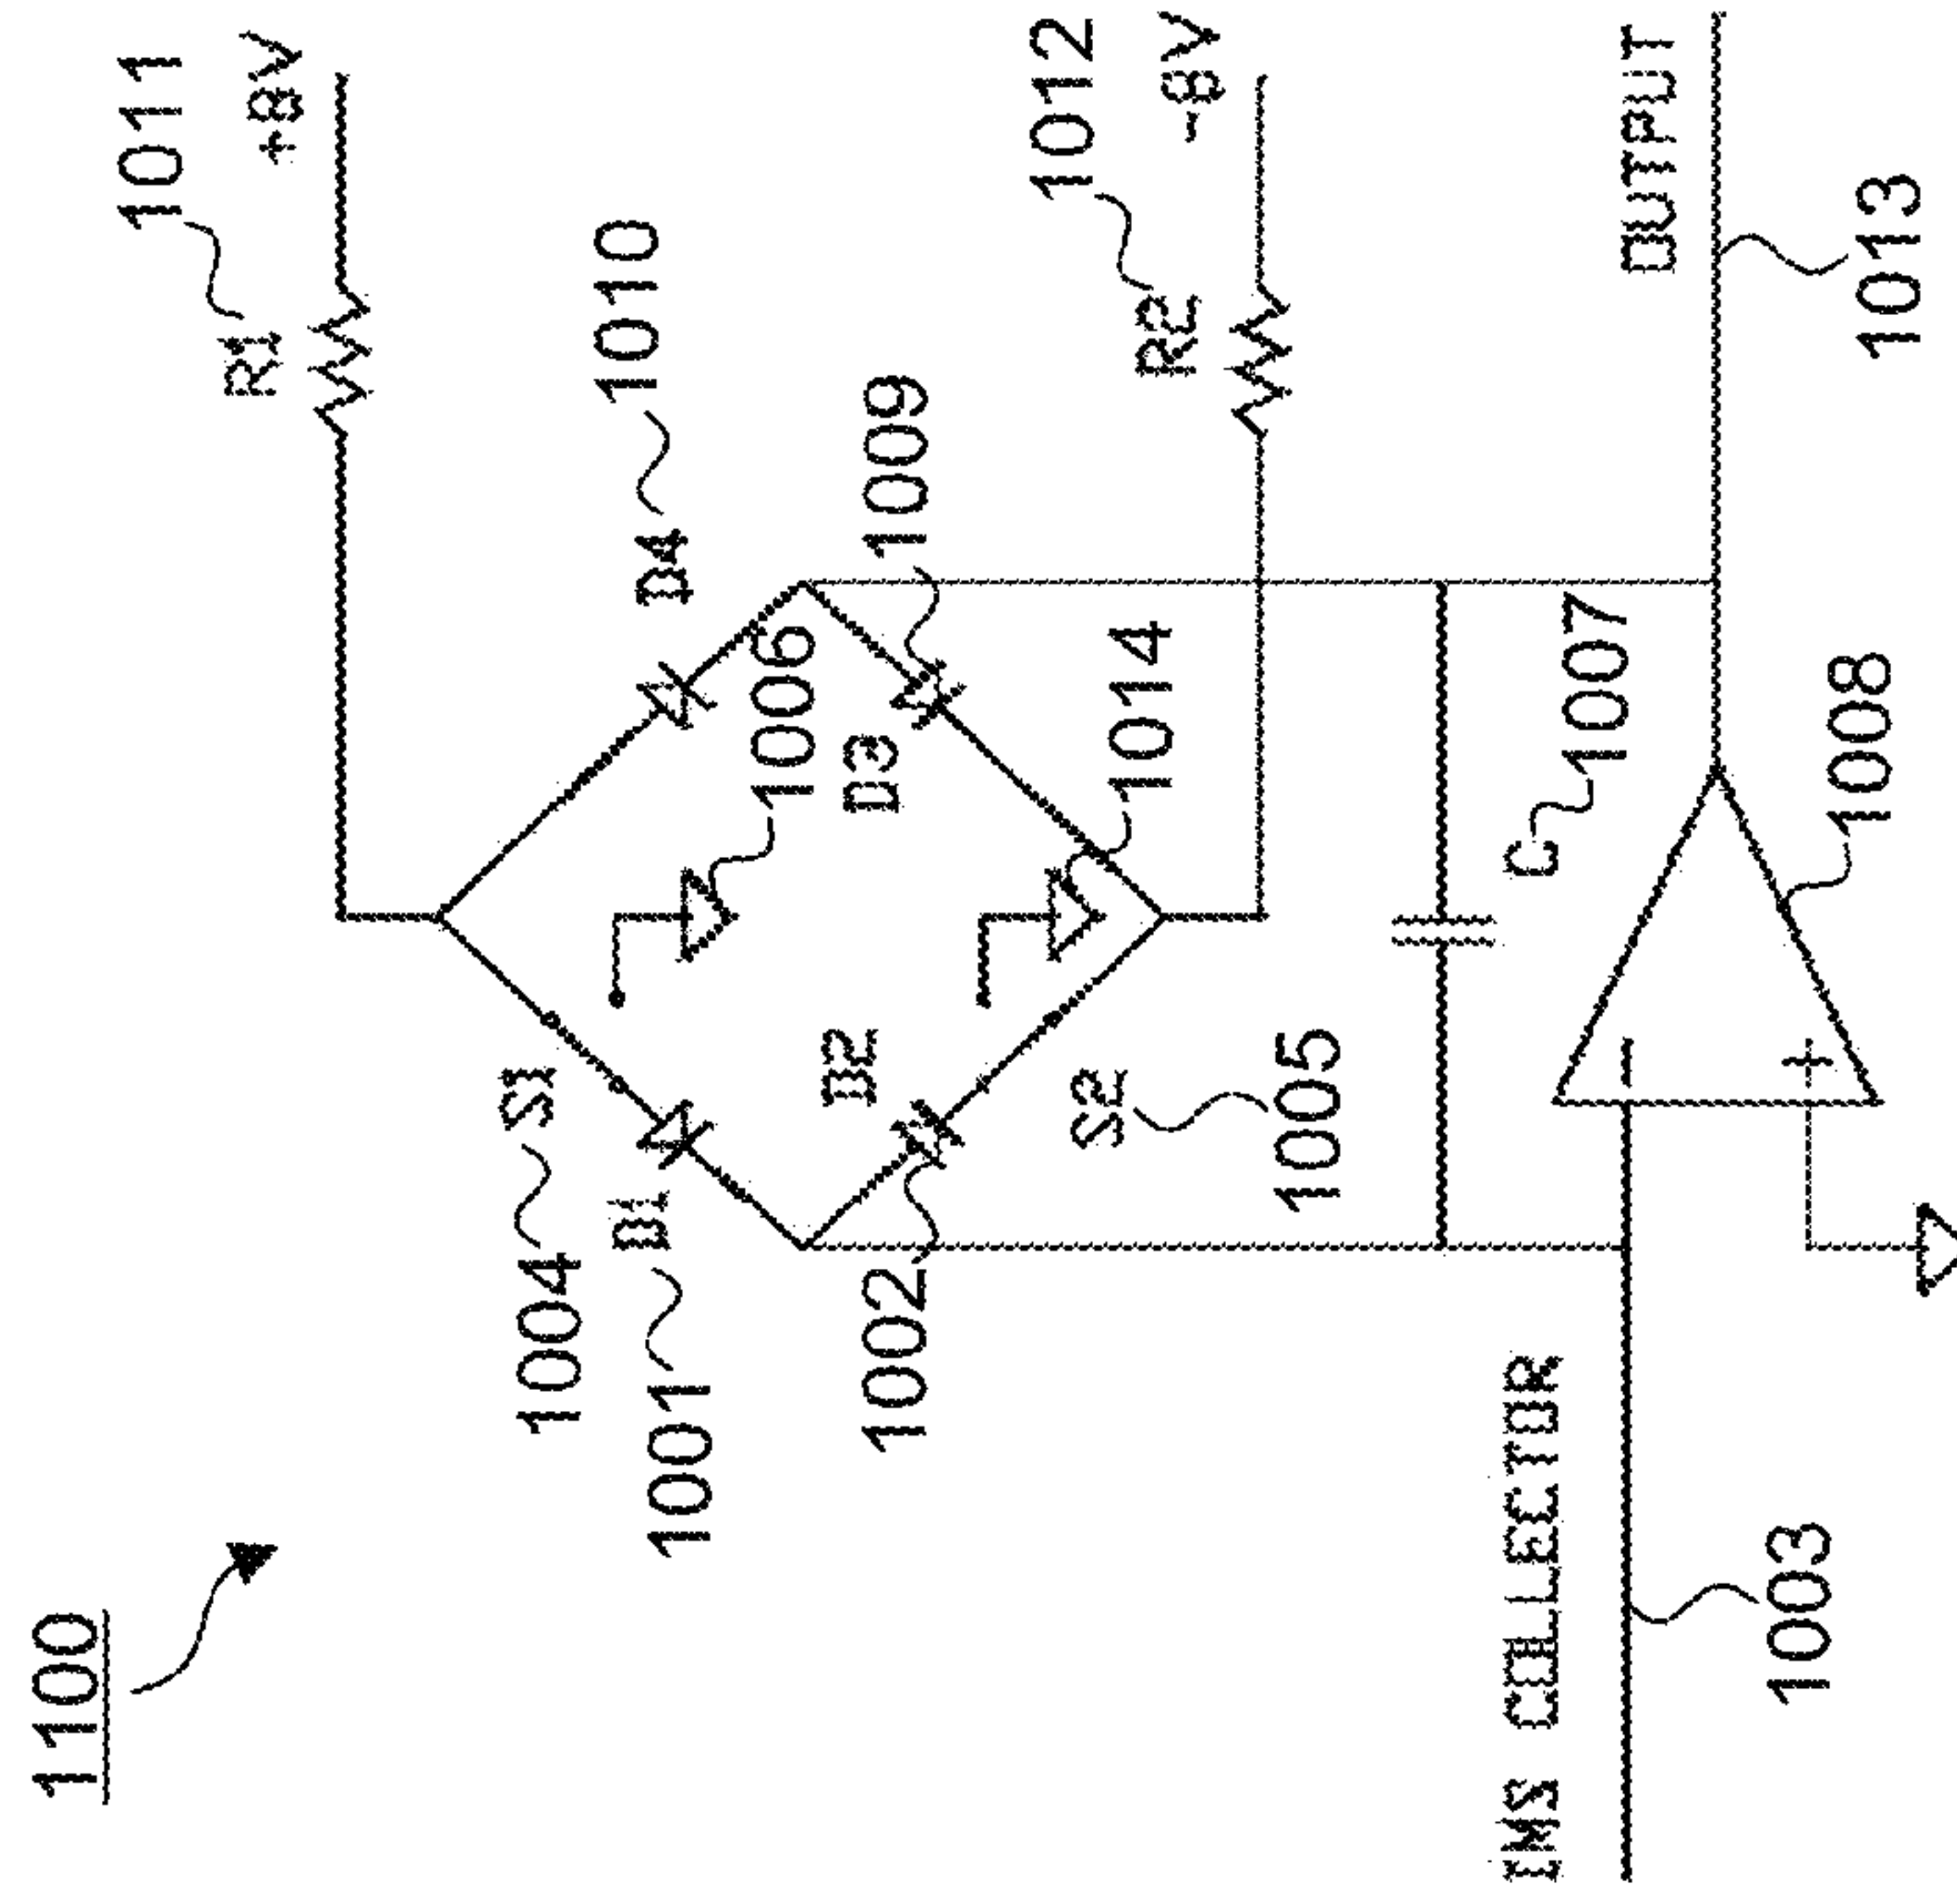 1100
1011
+8V
R1
1004
S1
D4
1010
1001
D1
1006
1002
D2
D3
1009
1012
-8V
R2
S2
1014
1005
C
1007
IMS COLLECTOR
OUTPUT
-
+
1003
1008
1013